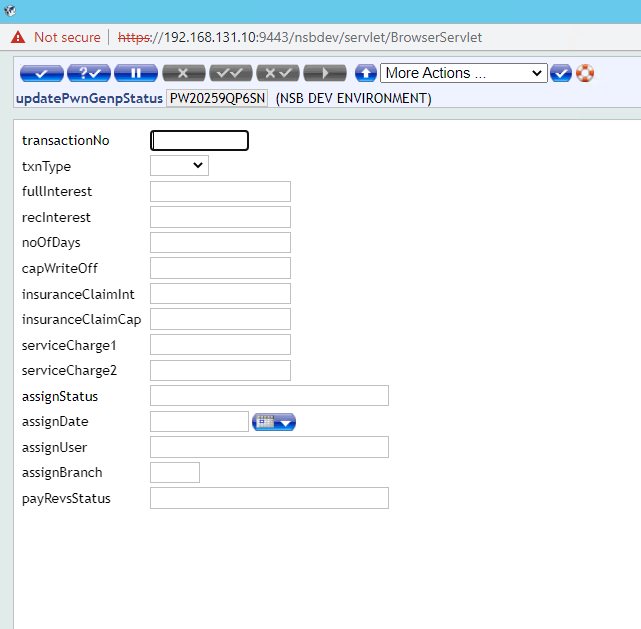 Not secure | https://192.168.131.10:9443/nsbdev/servlet/BrowserServlet
More Actions ...
updatePwnGenpStatus PW20259QP6SN (NSB DEV ENVIRONMENT)
transactionNo
txnType
fullInterest
recInterest
noOfDays
capWriteOff
insuranceClaimInt
insuranceClaimCap
serviceCharge1
serviceCharge2
assignStatus
assignDate
assignUser
assignBranch
payRevsStatus